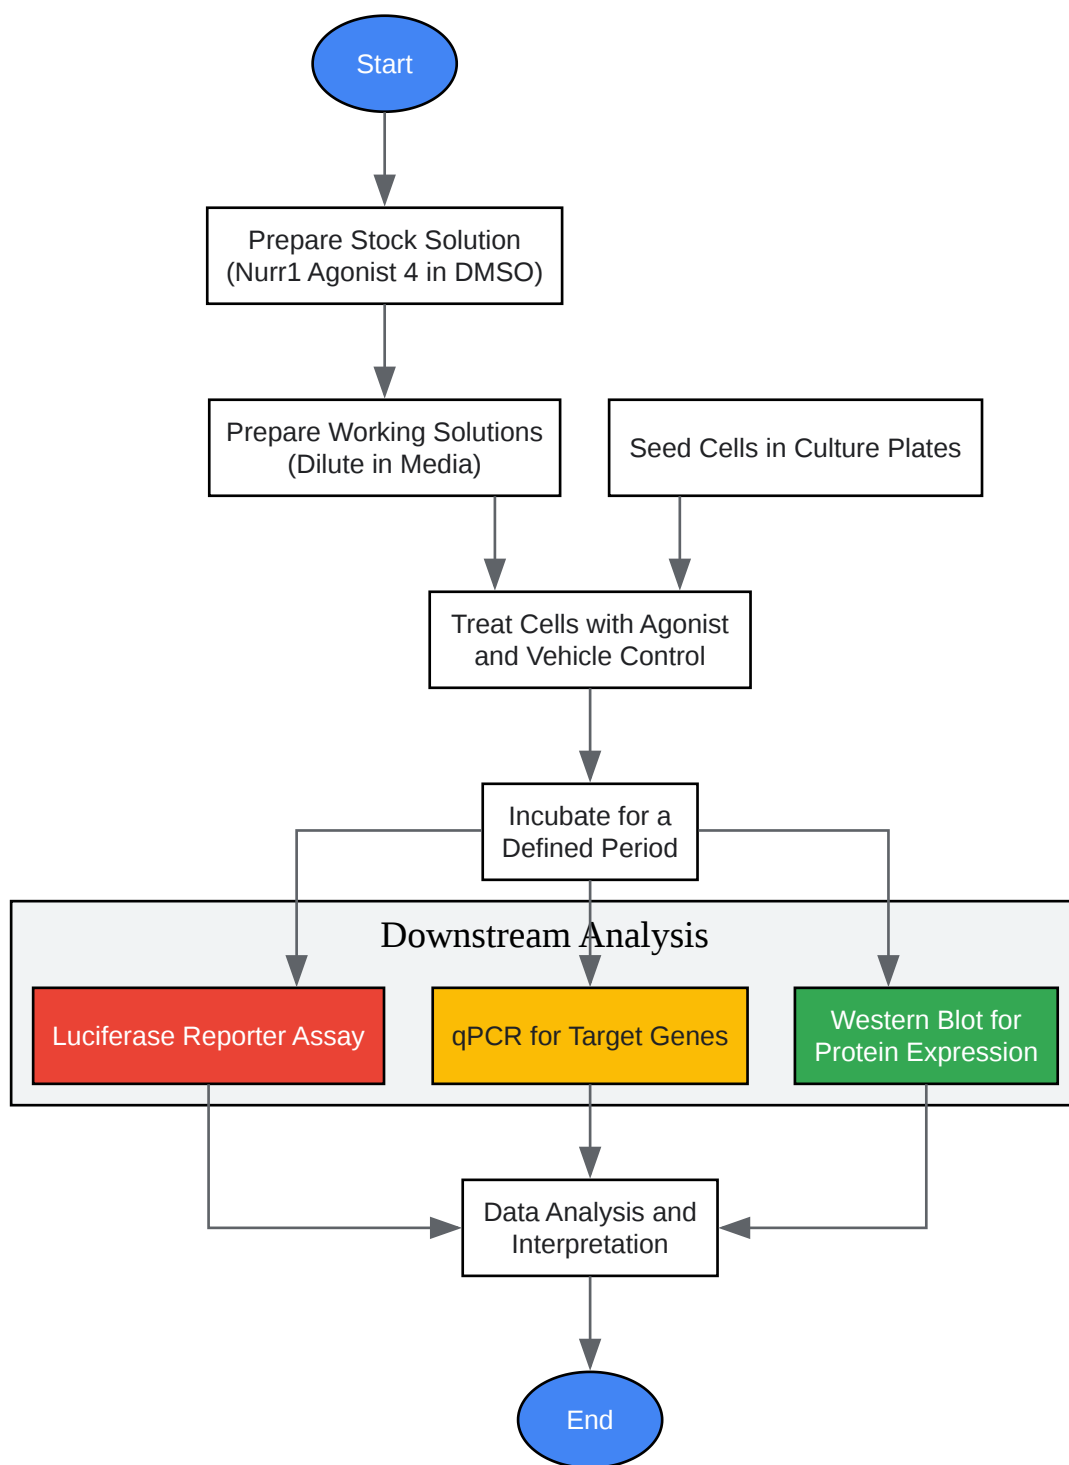 Start
Prepare Stock Solution
(Nurr1 Agonist 4 in DMSO)
Prepare Working Solutions
(Dilute in Media)
Seed Cells in Culture Plates
Treat Cells with Agonist
and Vehicle Control
Incubate for a
Defined Period
Downstream Analysis
Luciferase Reporter Assay
qPCR for Target Genes
Western Blot for
Protein Expression
Data Analysis and
Interpretation
End